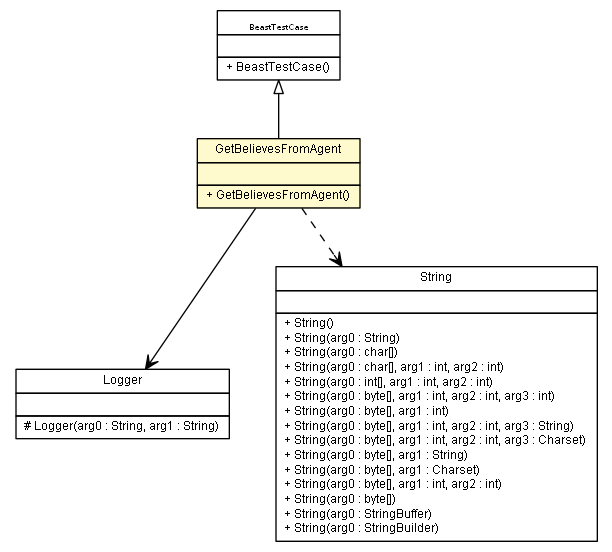 BeastTestCase
+ BeastTestCase()
GetBelievesFromAgent
+ GetBelievesFromAgent()
String
+ String()
+ String(arg0 : String)
+ String(arg0 : char[])
+ String(arg0 : char[], arg1 : int, arg2 : int)
+ String(arg0 : int[], arg1 : int, arg2 : int)
+ String(arg0 : byte[], arg1 : int, arg2 : int, arg3 : int)
+ String(arg0 : byte[], arg1 : int)
+ String(arg0 : byte[], arg1 : int, arg2 : int, arg3 : String)
+ String(arg0 : byte[], arg1 : int, arg2 : int, arg3 : Charset)
+ String(arg0 : byte[], arg1 : String)
+ String(arg0 : byte[], arg1 : Charset)
+ String(arg0 : byte[], arg1 : int, arg2 : int)
+ String(arg0 : byte[])
+ String(arg0 : StringBuffer)
+ String(arg0 : StringBuilder)
Logger
# Logger(arg0 : String, arg1 : String)